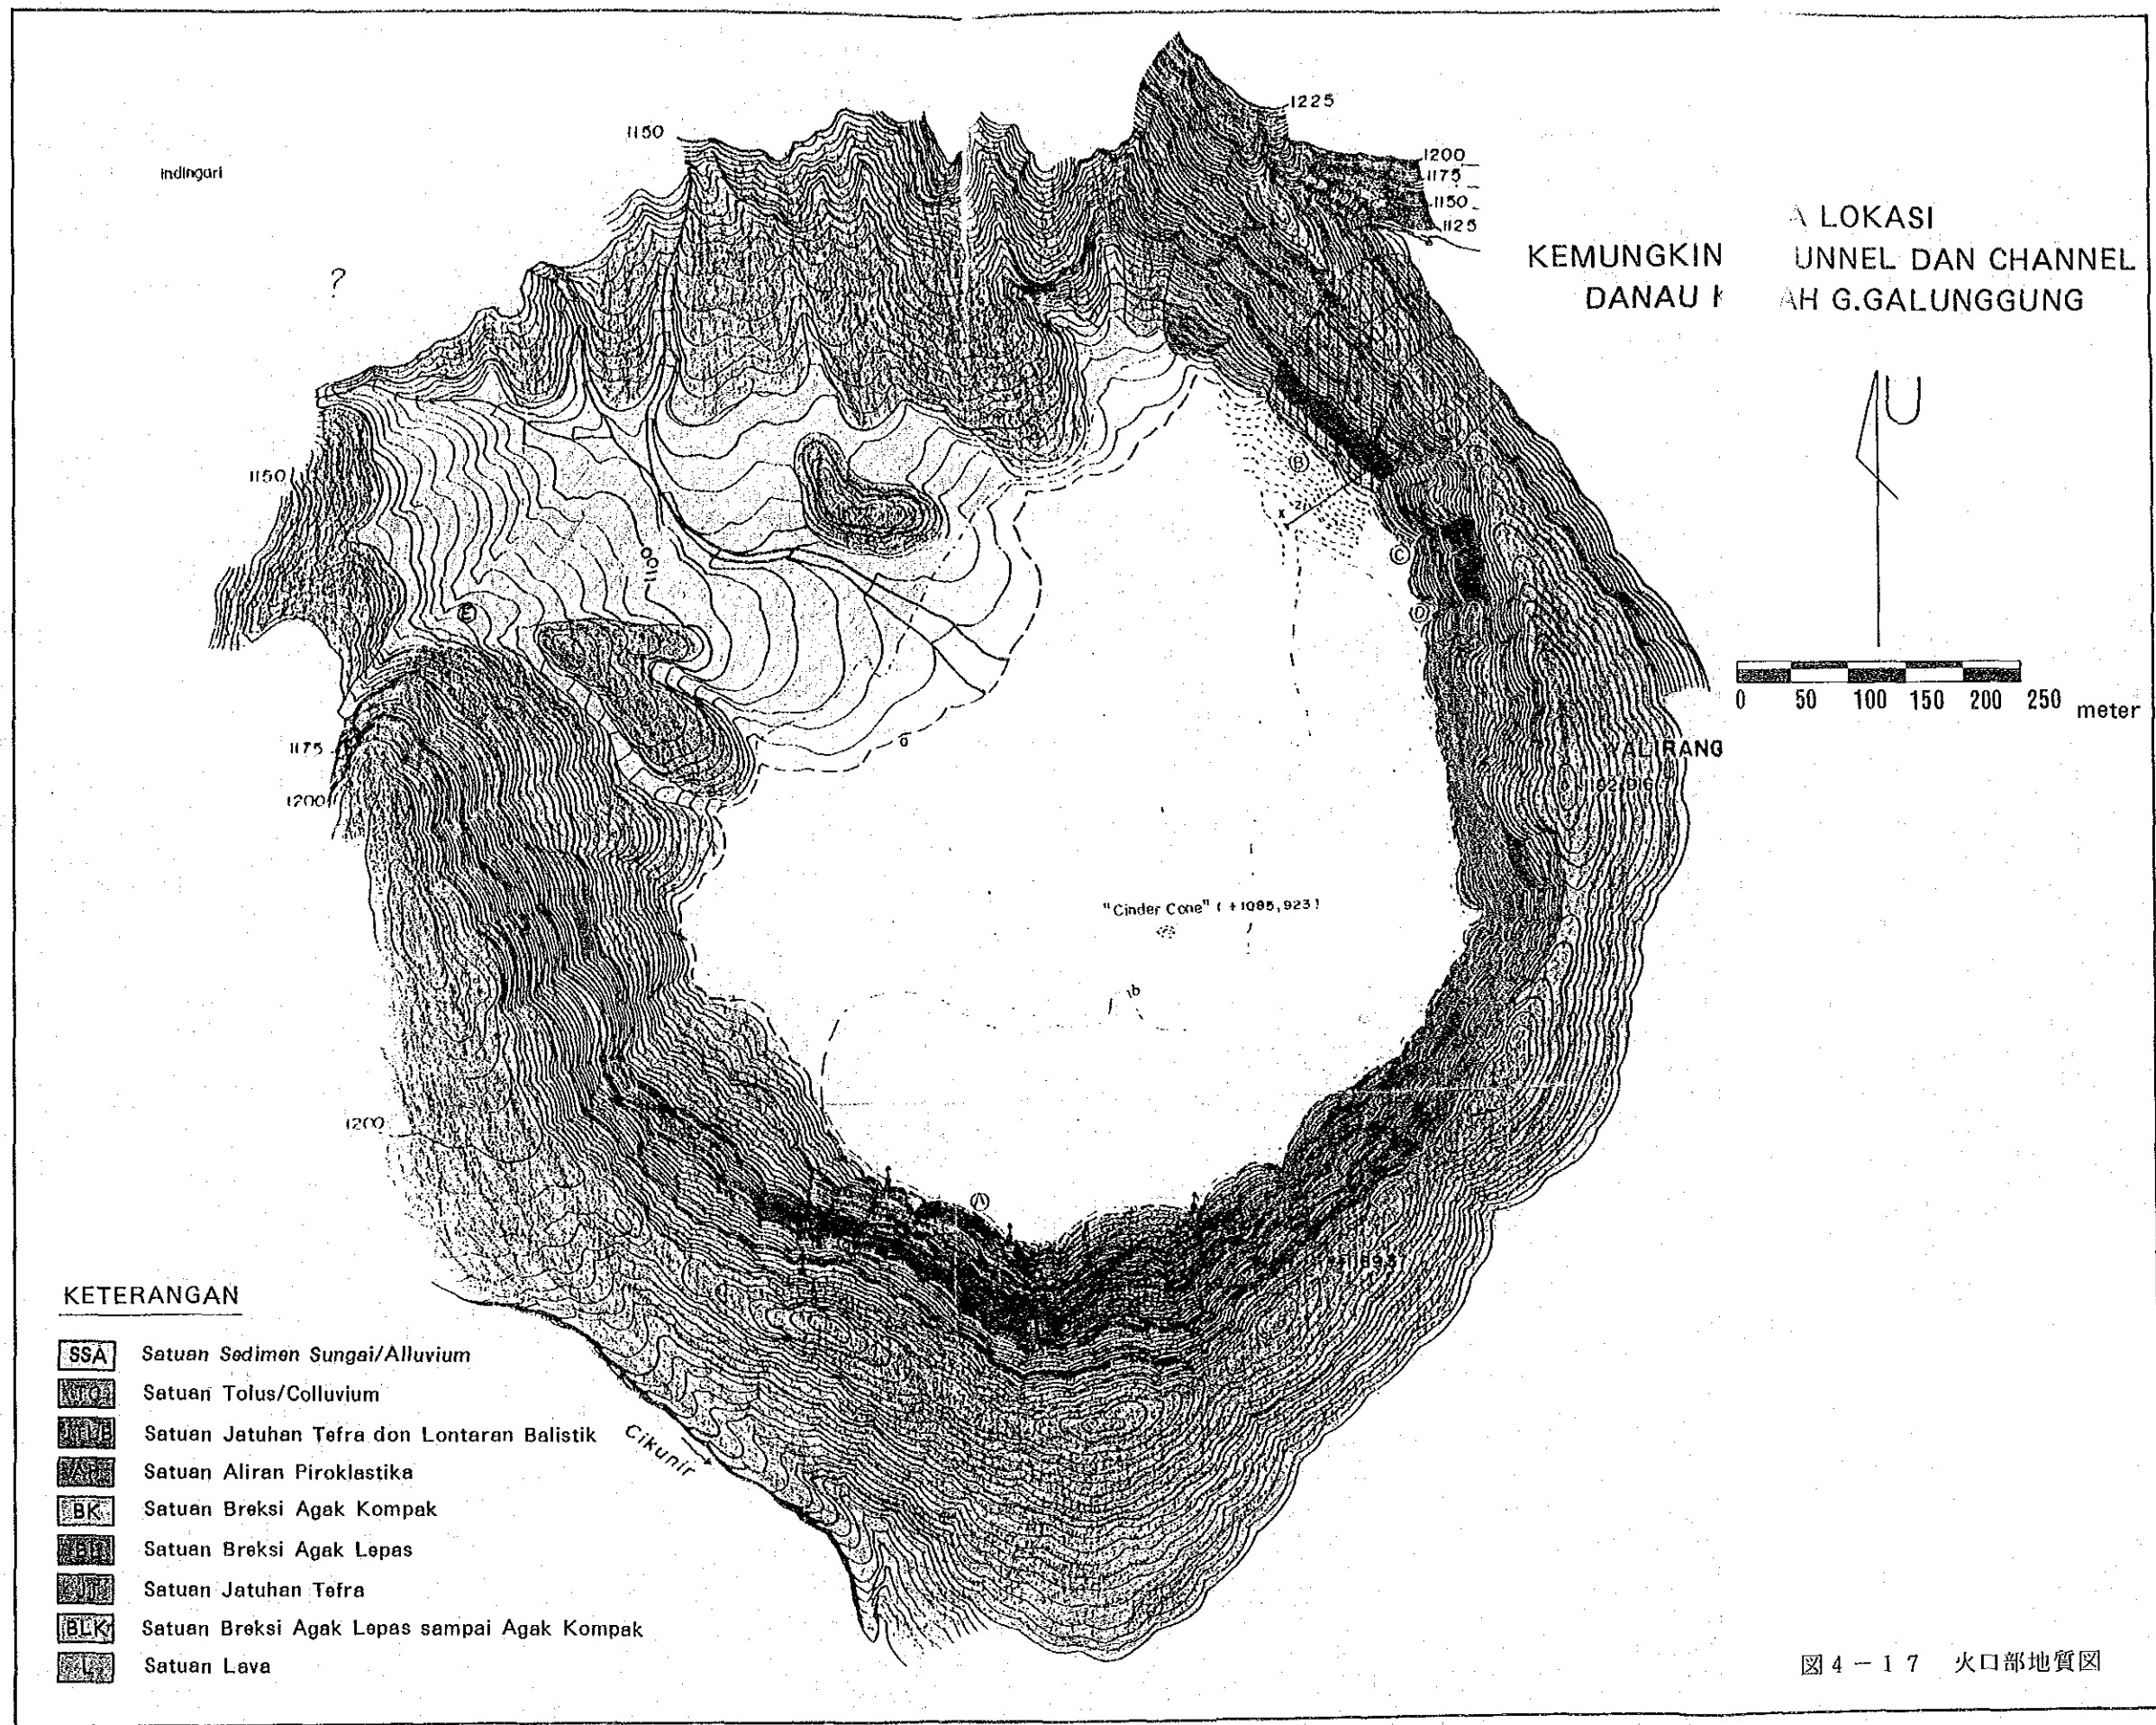 1225
1150
indingari
1200
1175
1150
1125
?
LOKASI
KEMUNGKIN UNNEL DAN CHANNEL
DANAU AH G.GALUNGGUNG
U
B
1150
x
C
1100
E
D
0 50 100 150 200 250 meter
a
1175
ALIRANG
1200
"Cinder Cone" ( +1085,923)
1b
1200
A
KETERANGAN
SSA Satuan Sedimen Sungai/Alluvium
Satuan Tolus/Colluvium
Satuan Jatuhan Tefra don Lontaran Balistik
Satuan Aliran Piroklastika
BK Satuan Breksi Agak Kompak
Satuan Breksi Agak Lepas
JT Satuan Jatuhan Tefra
BLK Satuan Breksi Agak Lepas sampai Agak Kompak
L Satuan Lava
Cikunir
図4-17 火口部地質図